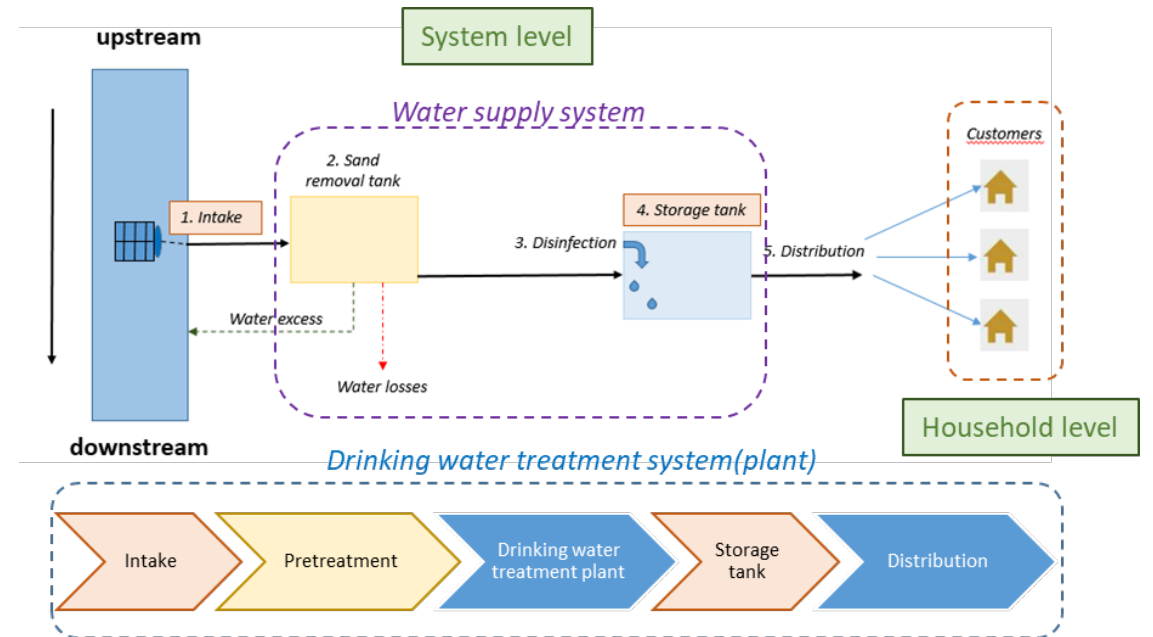 upstream
System level
Water supply system
Customers
2. Sand
removal tank
1. Intake
4. Storage tank
3. Disinfection
5. Distribution
Water excess
Water losses
Household level
downstream
Drinking water treatment system(plant)
Intake
Pretreatment
Drinking water
treatment plant
Storage
tank
Distribution